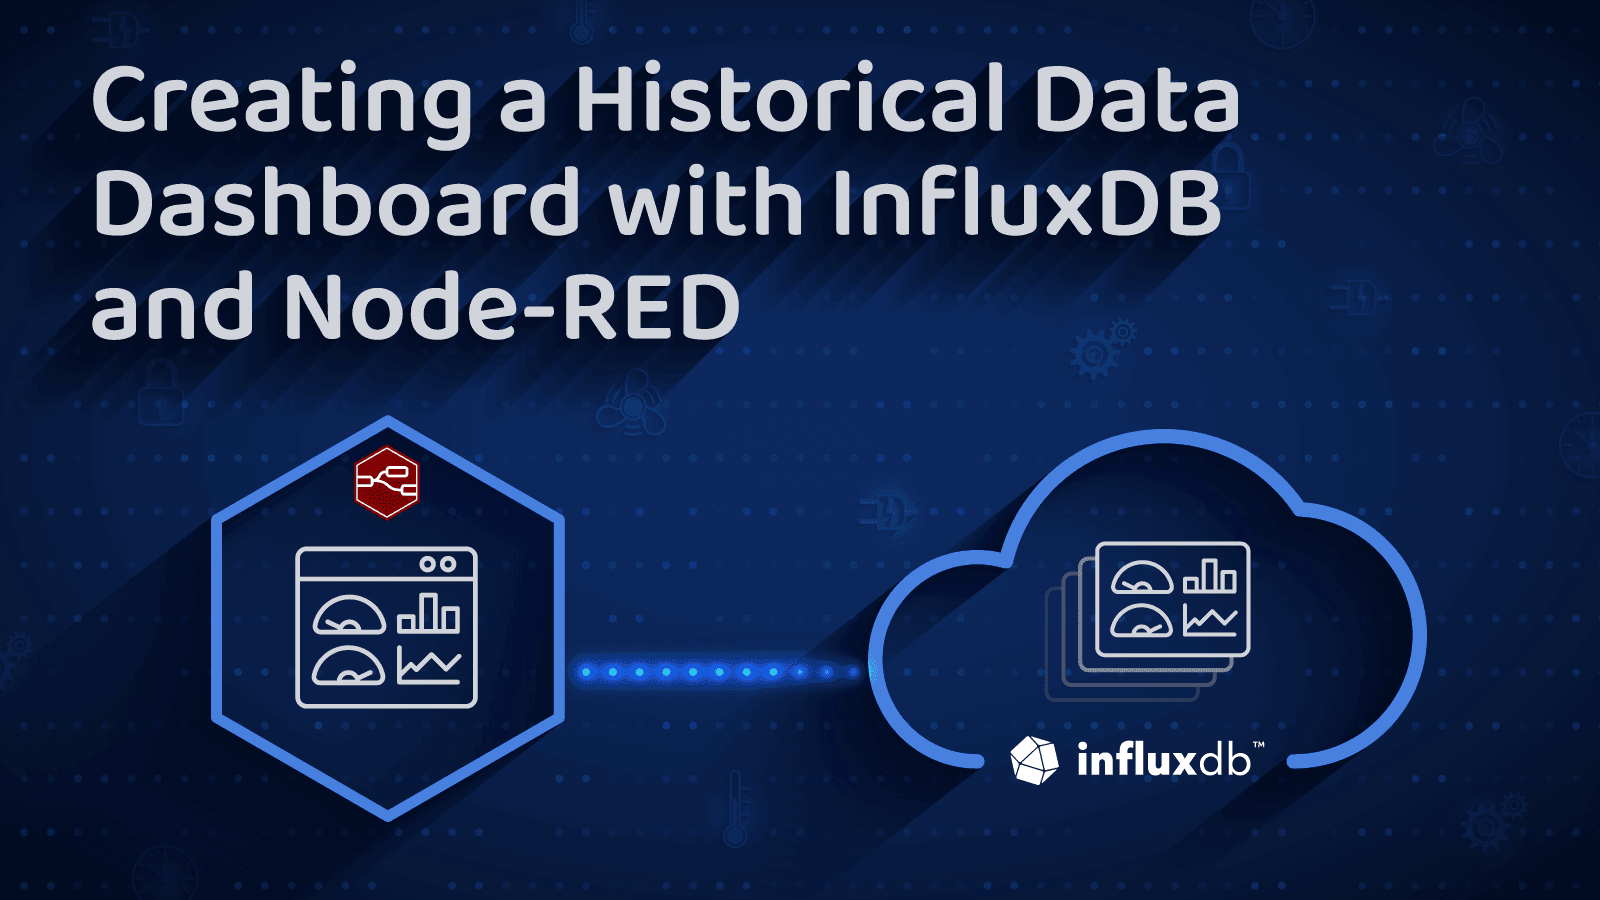 Creating a Historical Data
Dashboard with InfluxDB
and Node-RED
influxdb™